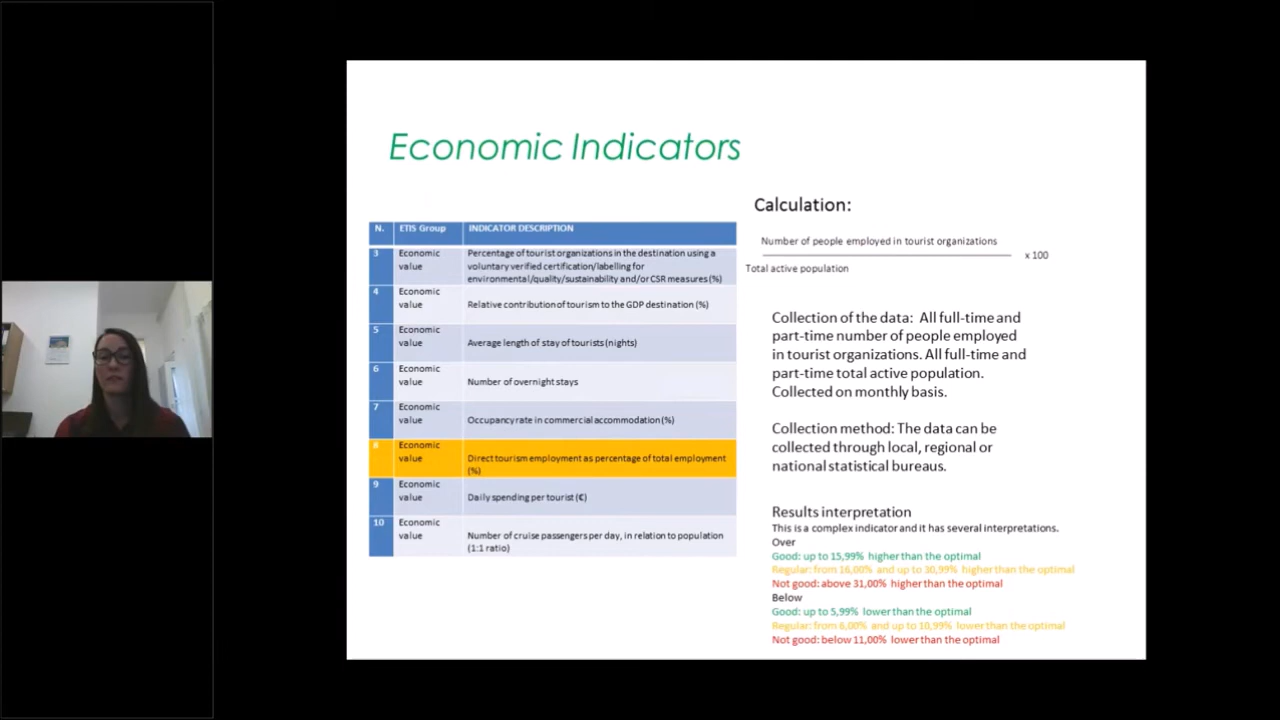 Economic Indicators
N. ETIS Group INDICATOR DESCRIPTION
3 Economic value Percentage of tourist organizations in the destination using a
voluntary verified certification/labelling for
environmental/quality/sustainability and/or CSR measures (%)
4 Economic value Relative contribution of tourism to the GDP destination (%)
5 Economic value Average length of stay of tourists (nights)
6 Economic value Number of overnight stays
7 Economic value Occupancy rate in commercial accommodation (%)
8 Economic value Direct tourism employment as percentage of total employment
(%)
9 Economic value Daily spending per tourist (€)
10 Economic value Number of cruise passengers per day, in relation to population
(1:1 ratio)
Calculation:
Number of people employed in tourist organizations
x 100
Total active population
Collection of the data: All full-time and
part-time number of people employed
in tourist organizations. All full-time and
part-time total active population.
Collected on monthly basis.
Collection method: The data can be
collected through local, regional or
national statistical bureaus.
Results interpretation
This is a complex indicator and it has several interpretations.
Over
Good: up to 15,99% higher than the optimal
Regular: from 16,00% and up to 30,99% higher than the optimal
Not good: above 31,00% higher than the optimal
Below
Good: up to 5,99% lower than the optimal
Regular: from 6,00% and up to 10,99% lower than the optimal
Not good: below 11,00% lower than the optimal